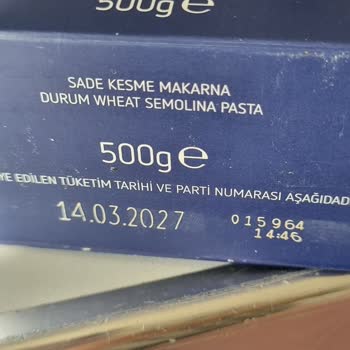 500g e
SADE KESME MAKARNA
DURUM WHEAT SEMOLINA PASTA
500g e
EDİLEN TÜKETİM TARİHİ VE PARTİ NUMARASI
14.03.2027 015964
14:46